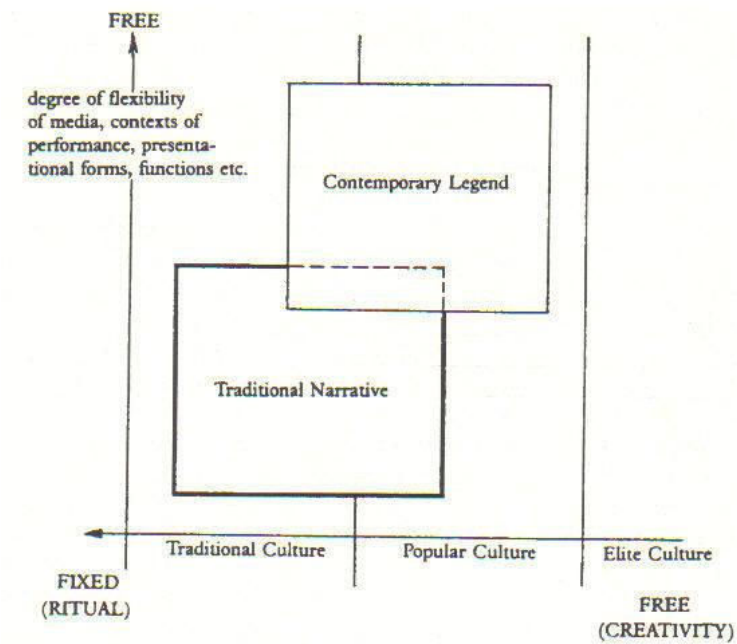 FREE
degree of flexibility
of media, contexts of
performance, presenta-
tional forms, functions etc.
Contemporary Legend
Traditional Narrative
Traditional Culture
Popular Culture
Elite Culture
FIXED
(RITUAL)
FREE
(CREATIVITY)